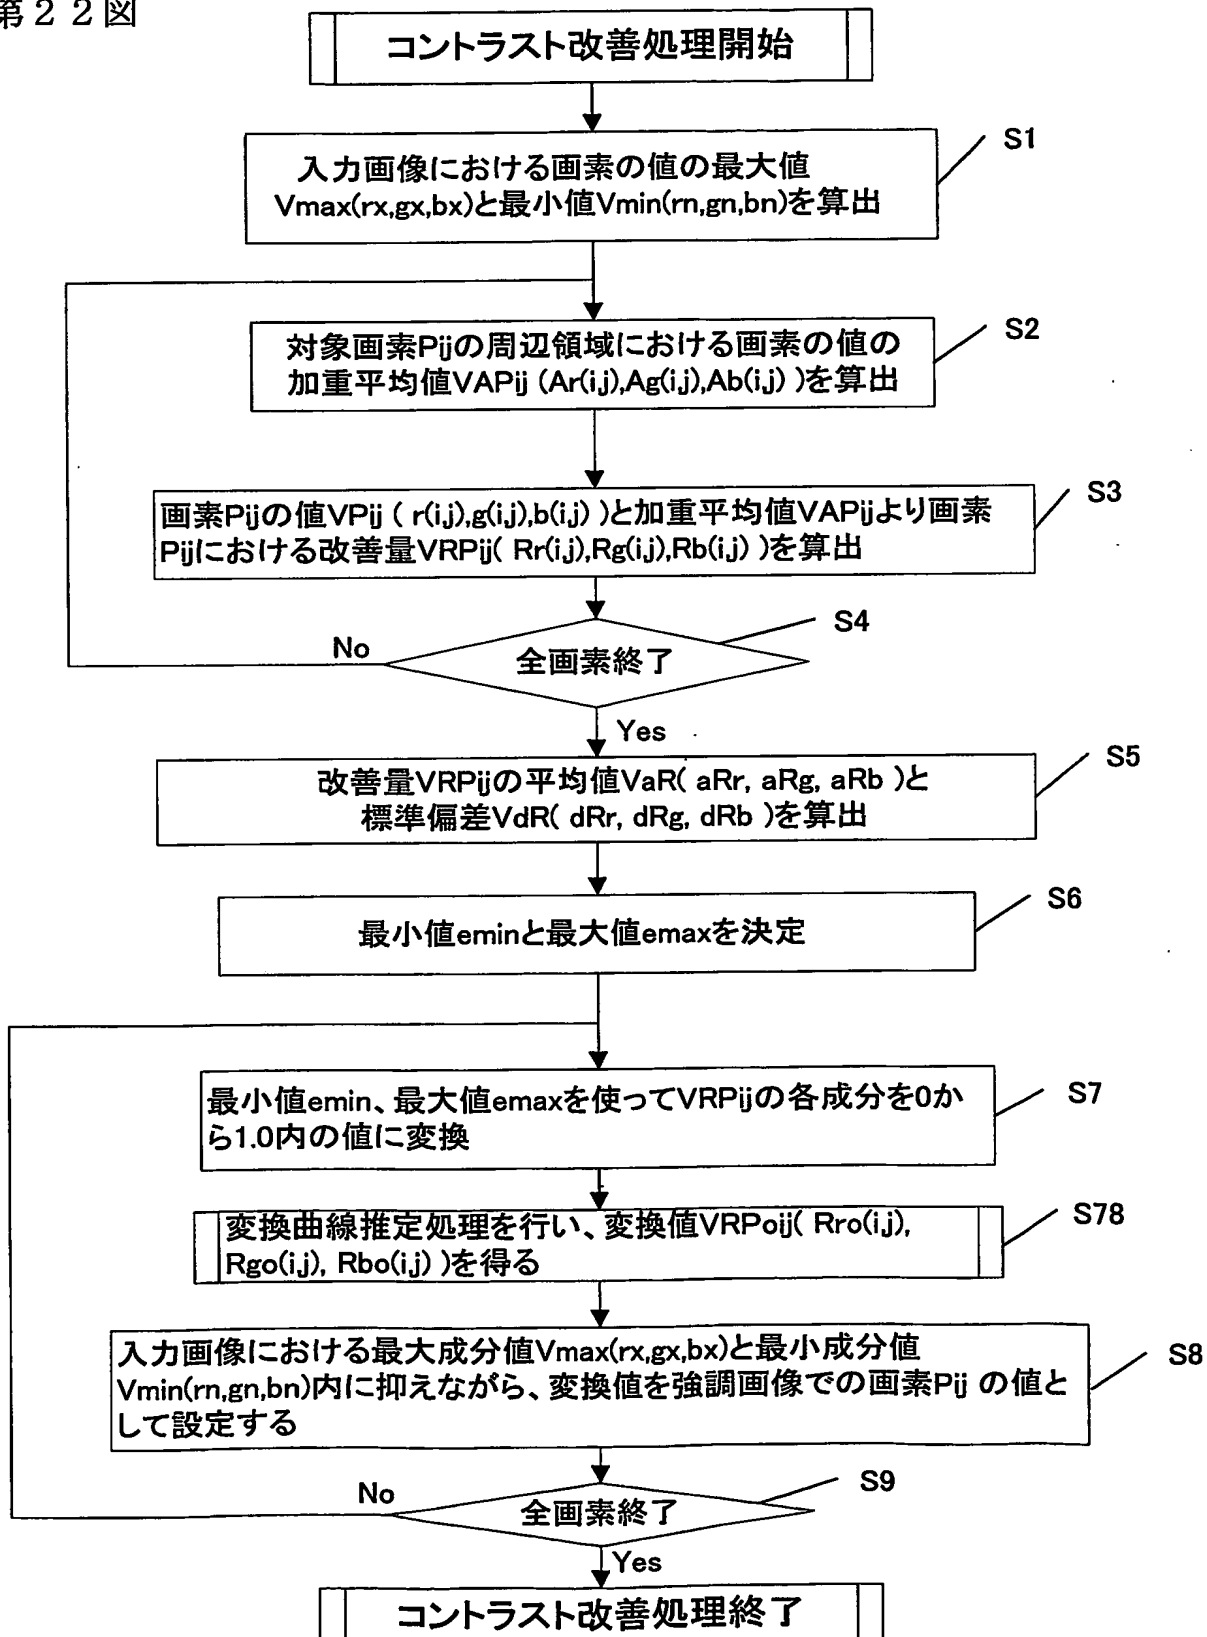 第22図
コントラスト改善処理開始
S1
入力画像における画素の値の最大値
Vmax(rx,gx,bx)と最小値Vmin(rn,gn,bn)を算出
S2
対象画素Pijの周辺領域における画素の値の
加重平均値VAPij (Ar(i,j),Ag(i,j),Ab(i,j) )を算出
S3
画素Pijの値VPij ( r(i,j),g(i,j),b(i,j) )と加重平均値VAPijより画素
Pijにおける改善量VRPij( Rr(i,j),Rg(i,j),Rb(i,j) )を算出
S4
No
全画素終了
Yes
S5
改善量VRPijの平均値VaR( aRr, aRg, aRb )と
標準偏差VdR( dRr, dRg, dRb )を算出
S6
最小値eminと最大値emaxを決定
S7
最小値emin、最大値emaxを使ってVRPijの各成分を0か
ら1.0内の値に変換
S78
変換曲線推定処理を行い、変換値VRPoij( Rro(i,j),
Rgo(i,j), Rbo(i,j) )を得る
S8
入力画像における最大成分値Vmax(rx,gx,bx)と最小成分値
Vmin(rn,gn,bn)内に抑えながら、変換値を強調画像での画素Pij の値と
して設定する
S9
No
全画素終了
Yes
コントラスト改善処理終了